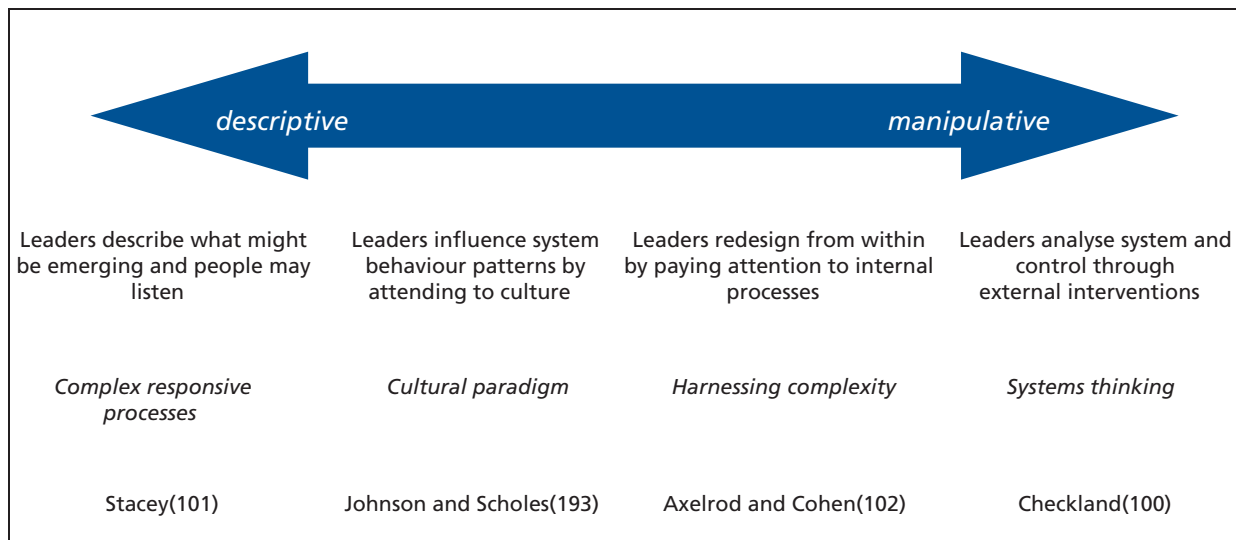 descriptive
manipulative
Leaders describe what might
be emerging and people may
listen
Leaders influence system
behaviour patterns by
attending to culture
Leaders redesign from within
by paying attention to internal
processes
Leaders analyse system and
control through
external interventions
Complex responsive
processes
Cultural paradigm
Harnessing complexity
Systems thinking
Stacey(101)
Johnson and Scholes(193)
Axelrod and Cohen(102)
Checkland(100)